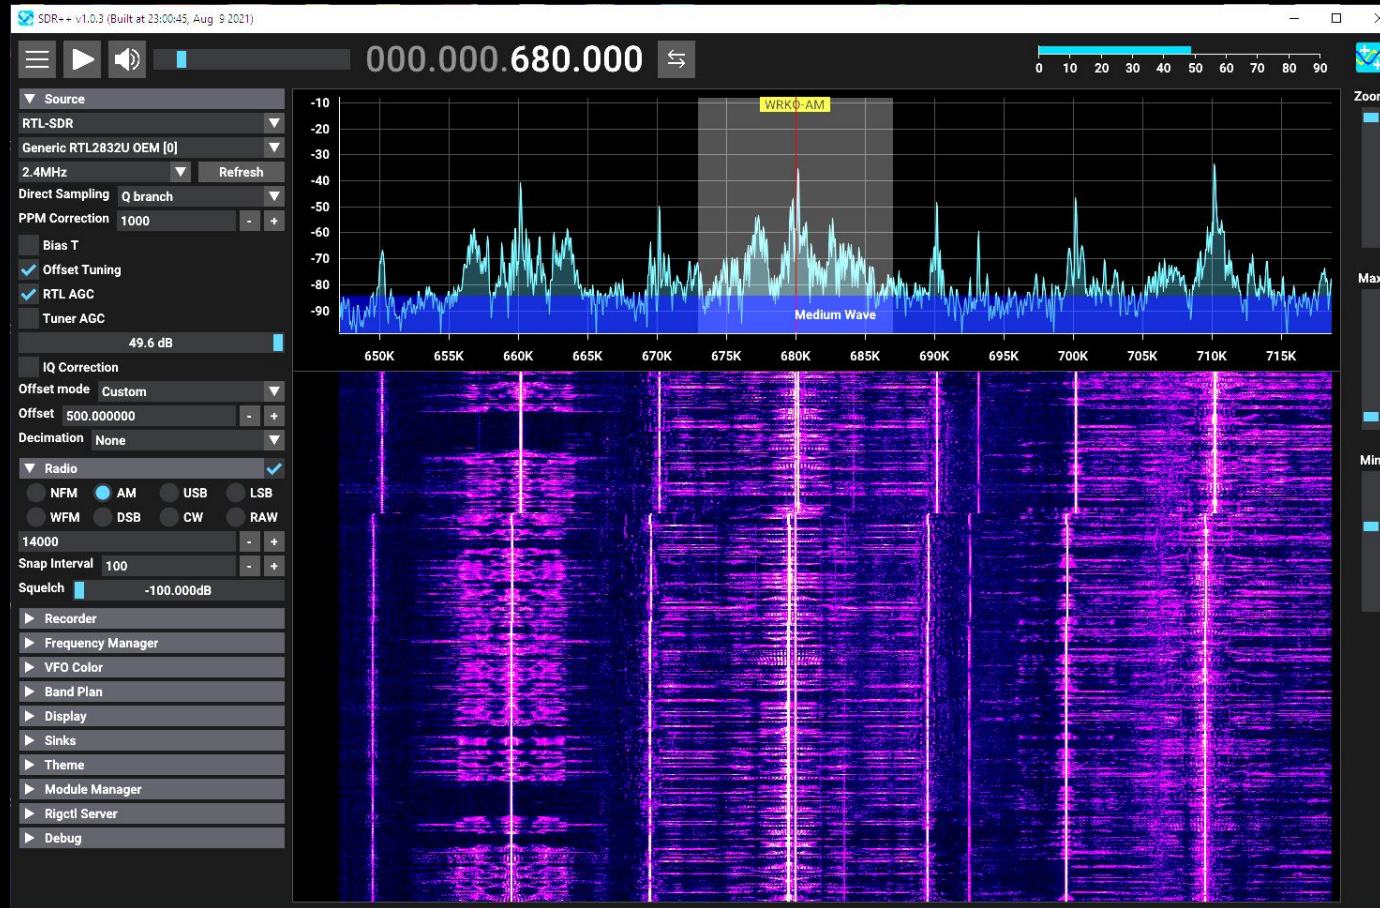 SDR++ v1.0.3 (Built at 23:00:45, Aug 9 2021)
000.000.680.000
0 10 20 30 40 50 60 70 80 90
Source
RTL-SDR
Generic RTL2832U OEM [0]
2.4MHz Refresh
Direct Sampling Q branch
PPM Correction 1000 - +
Bias T
Offset Tuning
RTL AGC
Tuner AGC
49.6 dB
IQ Correction
Offset mode Custom
Offset 500.000000 - +
Decimation None
Radio
NFM AM USB LSB
WFM DSB CW RAW
14000 - +
Snap Interval 100 - +
Squelch -100.000dB
Recorder
Frequency Manager
VFO Color
Band Plan
Display
Sinks
Theme
Module Manager
Rigctl Server
Debug
WRKO-AM
-10
-20
-30
-40
-50
-60
-70
-80
-90
Medium Wave
650K 655K 660K 665K 670K 675K 680K 685K 690K 695K 700K 705K 710K 715K
Zoom
Max
Min